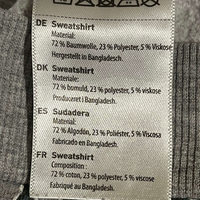 DE Sweatshirt
Material:
72 % Baumwolle, 23 % Polyester, 5 % Viskose
Hergestellt in Bangladesch.
DK Sweatshirt
Materiale:
72 % bomuld, 23 % polyester, 5 % viskose
Produceret i Bangladesh.
ES Sudadera
Material:
72 % Algodón, 23 % Poliéster, 5 % Viscosa
Fabricado en Bangladesh.
FR Sweatshirt
Composition :
72 % coton, 23 % polyester, 5 % viscose
Fabriqué au Bangladesh.